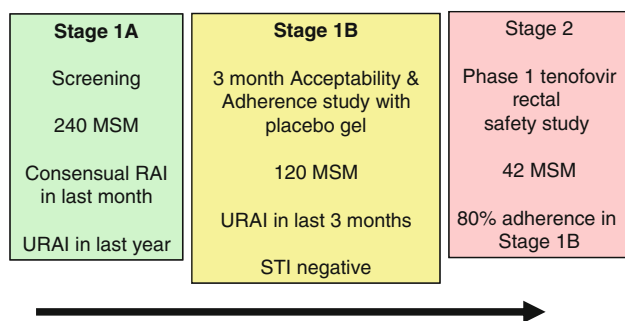 Stage 1A
Screening
240 MSM
Consensual RAI
in last month
URAI in last year
Stage 1B
3 month Acceptability &
Adherence study with
placebo gel
120 MSM
URAI in last 3 months
STI negative
Stage 2
Phase 1 tenofovir
rectal
safety study
42 MSM
80% adherence in
Stage 1B